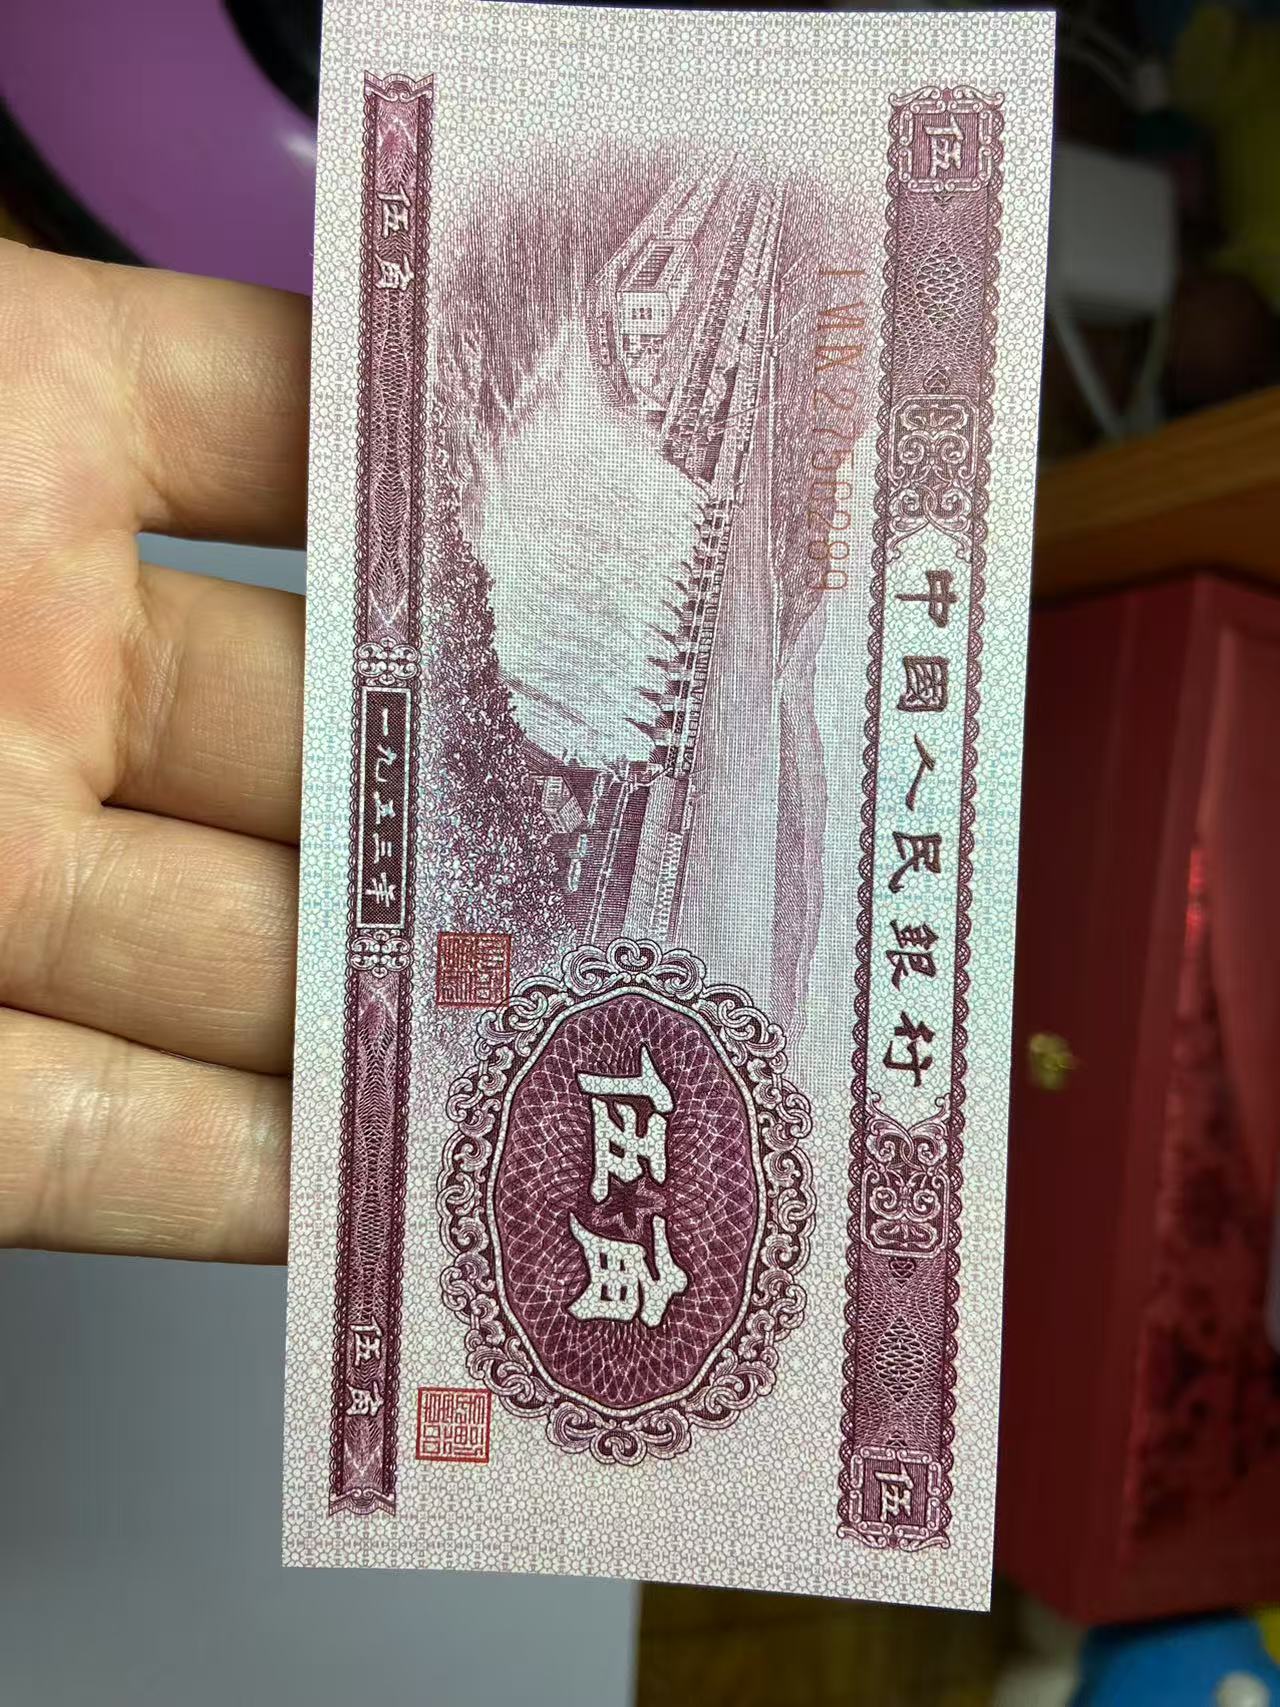 伍 中國人民銀行 伍
2756289
伍角
伍角 一九五三年 伍角